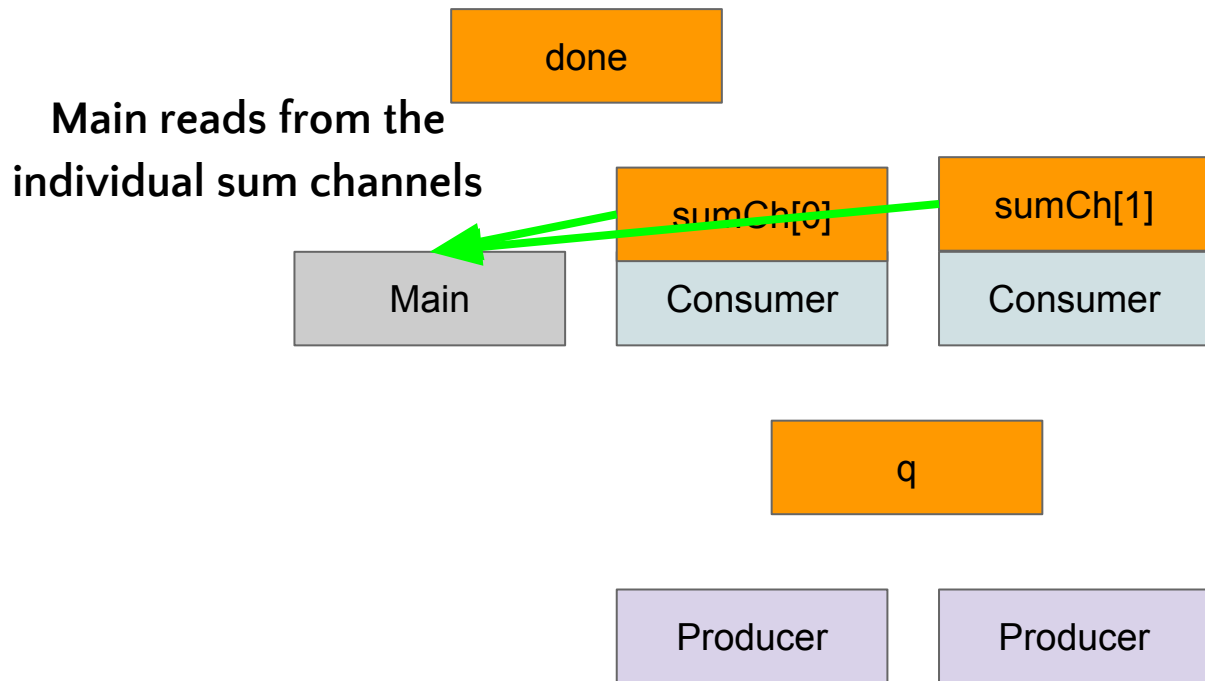 done
Main reads from the
individual sum channels
sumCh[0]
sumCh[1]
Main
Consumer
Consumer
q
Producer
Producer